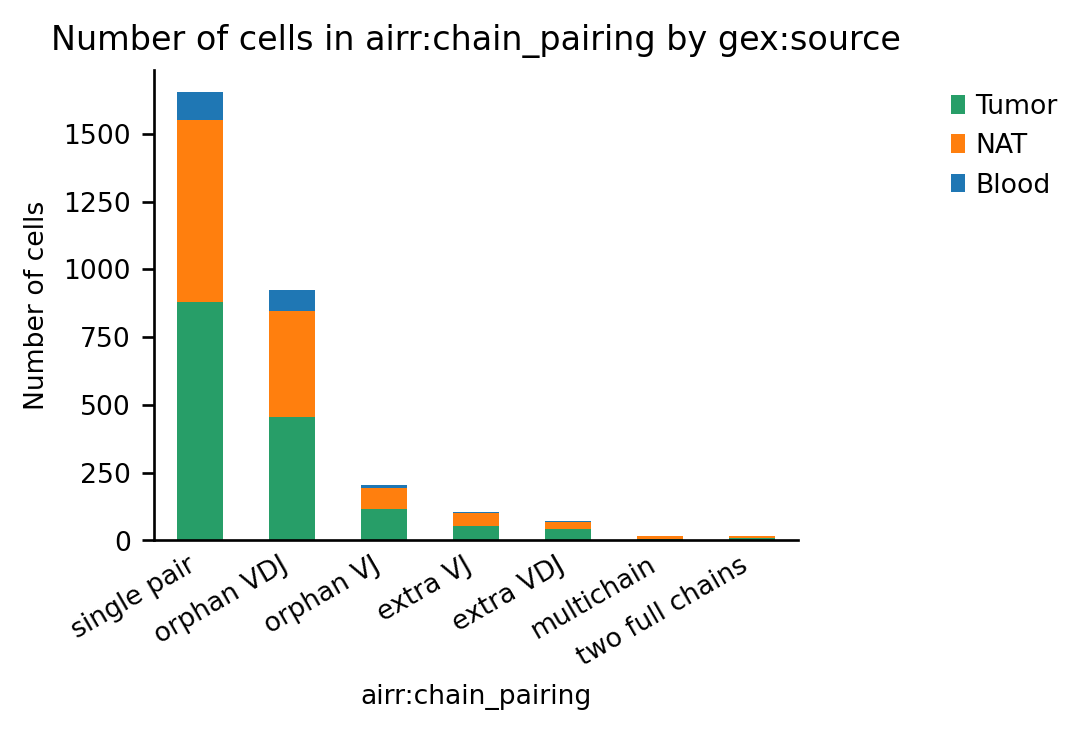 Number of cells in airr:chain_pairing by gex:source
Tumor
NAT
Blood
Number of cells
1500
1250
1000
750
500
250
0
single pair
orphan VDJ
orphan VJ
extra VJ
extra VDJ
multichain
two full chains
airr:chain_pairing